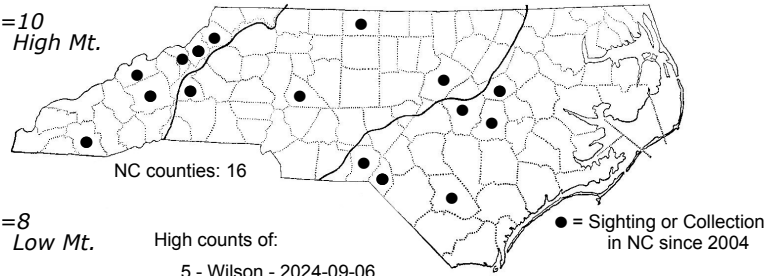 =10
High Mt.
NC counties: 16
=8
Low Mt.
High counts of:
5 - Wilson - 2024-09-06
= Sighting or Collection
in NC since 2004